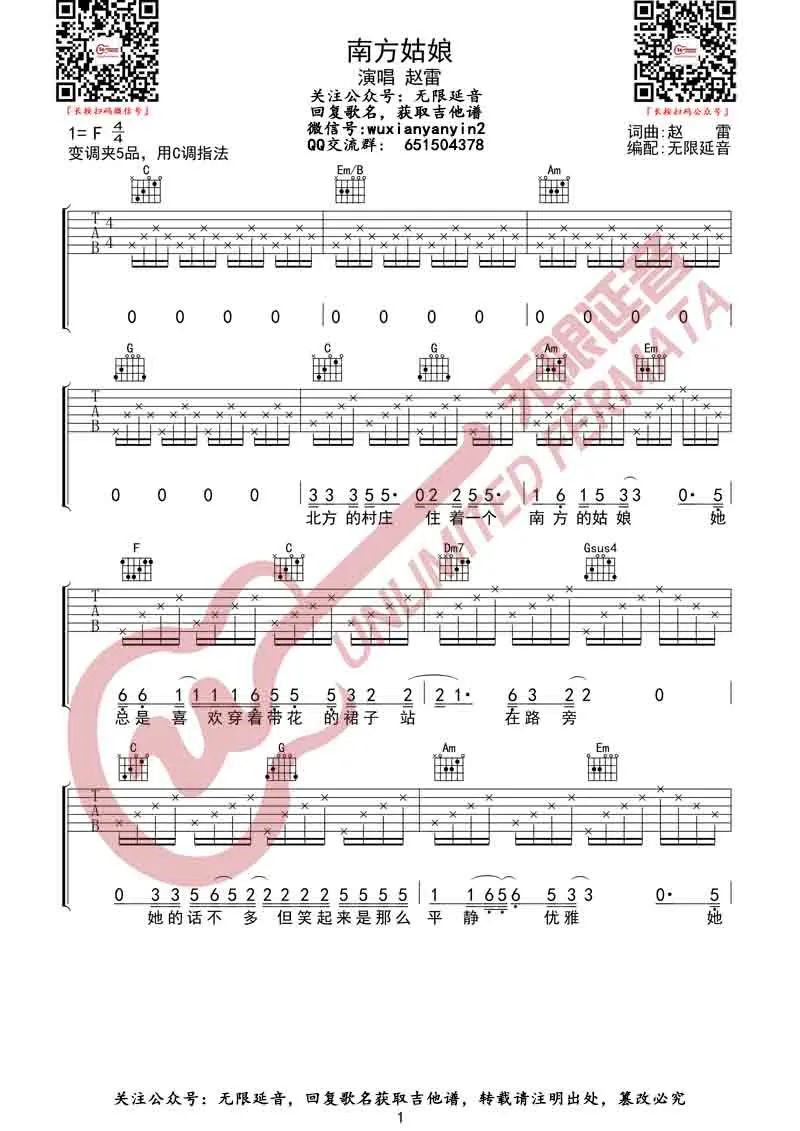 南方姑娘
演唱 赵雷
关注公众号：无限延音
回复歌名，获取吉他谱
微信号:wuxianyanyin2
QQ交流群： 651504378
『长按扫码微信号』
『长按扫码公众号』
1= F 4/4
变调夹5品，用C调指法
词曲:赵 雷
编配:无限延音
C Em/B Am
T A B 4 4
0 0 0 0 0 0 0 0 0 0 0 0
G C G Am Em
T A B
0 0 0 0 3 3 3 5 5· 0 2 2 5 5· 1 6 1 5 3 3 0· 5
北方 的村庄 住 着一个 南方 的姑 娘 她
F C Dm7 Gsus4
T A B
6 6 1 1 1 1 6 5 5 5 3 2 2 2 1· 6 3 2 2 0
总是 喜 欢穿着带花 的裙子 站 在路 旁
C G Am Em
T A B
0 3 3 5 6 5 2 2 2 2 2 2 5 5 5 1 1 6 5 6 5 3 3 0· 5
她的话不 多 但笑起来是那么 平 静 优雅 她
无限延音
UNLIMITED FERMATA
关注公众号：无限延音，回复歌名获取吉他谱，转载请注明出处，篡改必究
1